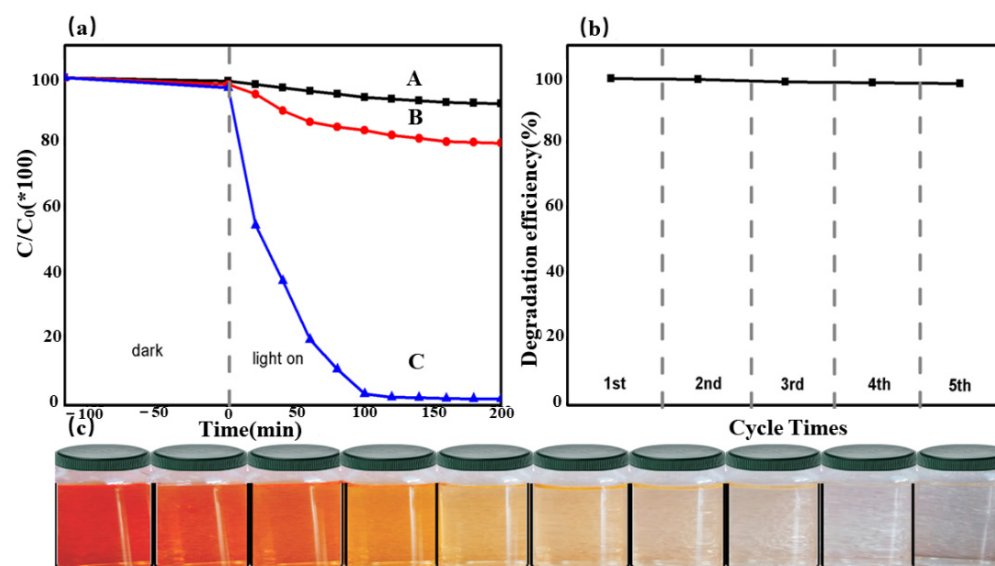 (a)
C/C₀(*100)
100
80
60
40
20
0
A
B
C
dark
light on
-100
-50
0
50
100
150
200
Time(min)
(b)
Degradation efficiency(%)
100
80
60
40
20
0
1st
2nd
3rd
4th
5th
Cycle Times
(c)